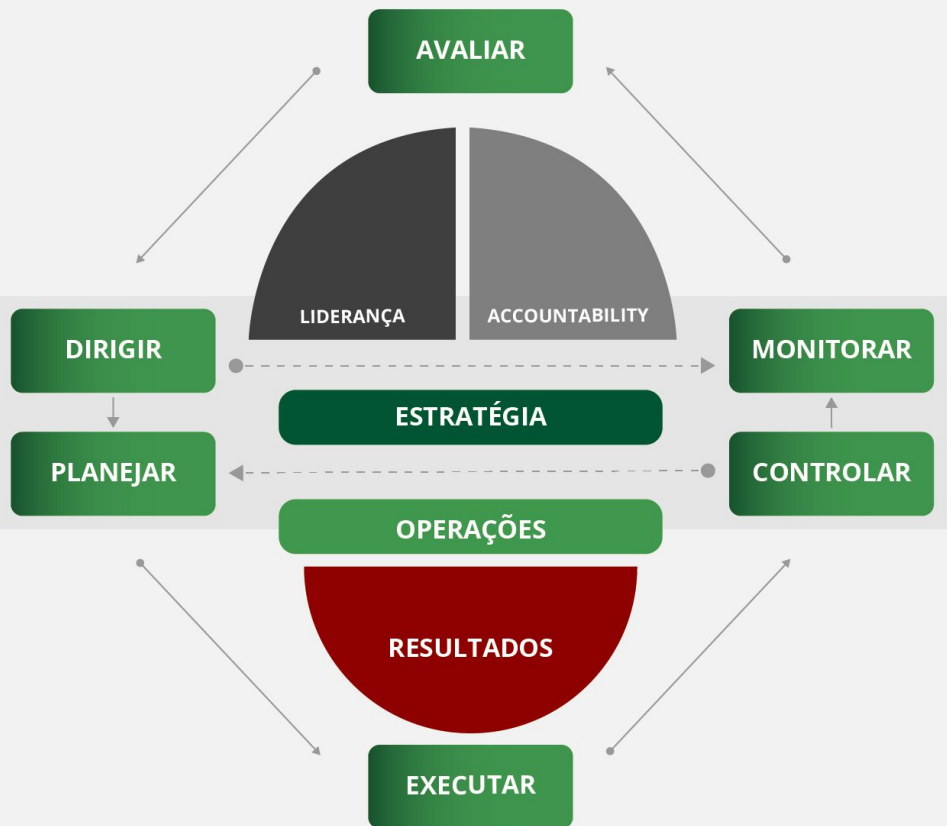 AVALIAR
LIDERANÇA
ACCOUNTABILITY
DIRIGIR
MONITORAR
ESTRATÉGIA
PLANEJAR
CONTROLAR
OPERAÇÕES
RESULTADOS
EXECUTAR